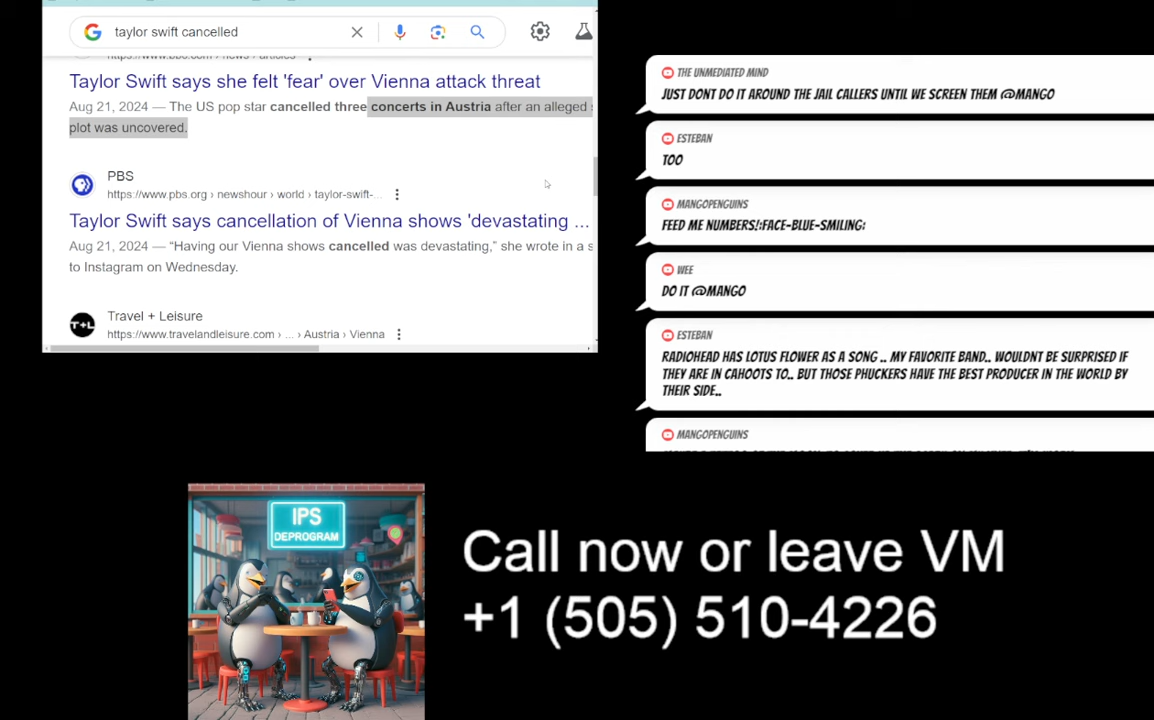 taylor swift cancelled
Taylor Swift says she felt 'fear' over Vienna attack threat
Aug 21, 2024 — The US pop star cancelled three concerts in Austria after an alleged
plot was uncovered.
PBS
https://www.pbs.org › newshour › world › taylor-swift-...
Taylor Swift says cancellation of Vienna shows 'devastating ...
Aug 21, 2024 — “Having our Vienna shows cancelled was devastating,” she wrote in a s
to Instagram on Wednesday.
T+L
Travel + Leisure
https://www.travelandleisure.com › ... › Austria › Vienna
THE UNMEDIATED MIND
JUST DONT DO IT AROUND THE JAIL CALLERS UNTIL WE SCREEN THEM @MANGO
ESTEBAN
TOO
MANGOPENGUINS
FEED ME NUMBERS!:FACE-BLUE-SMILING:
WEE
DO IT @MANGO
ESTEBAN
RADIOHEAD HAS LOTUS FLOWER AS A SONG .. MY FAVORITE BAND.. WOULDNT BE SURPRISED IF
THEY ARE IN CAHOOTS TO.. BUT THOSE PHUCKERS HAVE THE BEST PRODUCER IN THE WORLD BY
THEIR SIDE..
MANGOPENGUINS
IPS
DEPROGRAM
Call now or leave VM
+1 (505) 510-4226